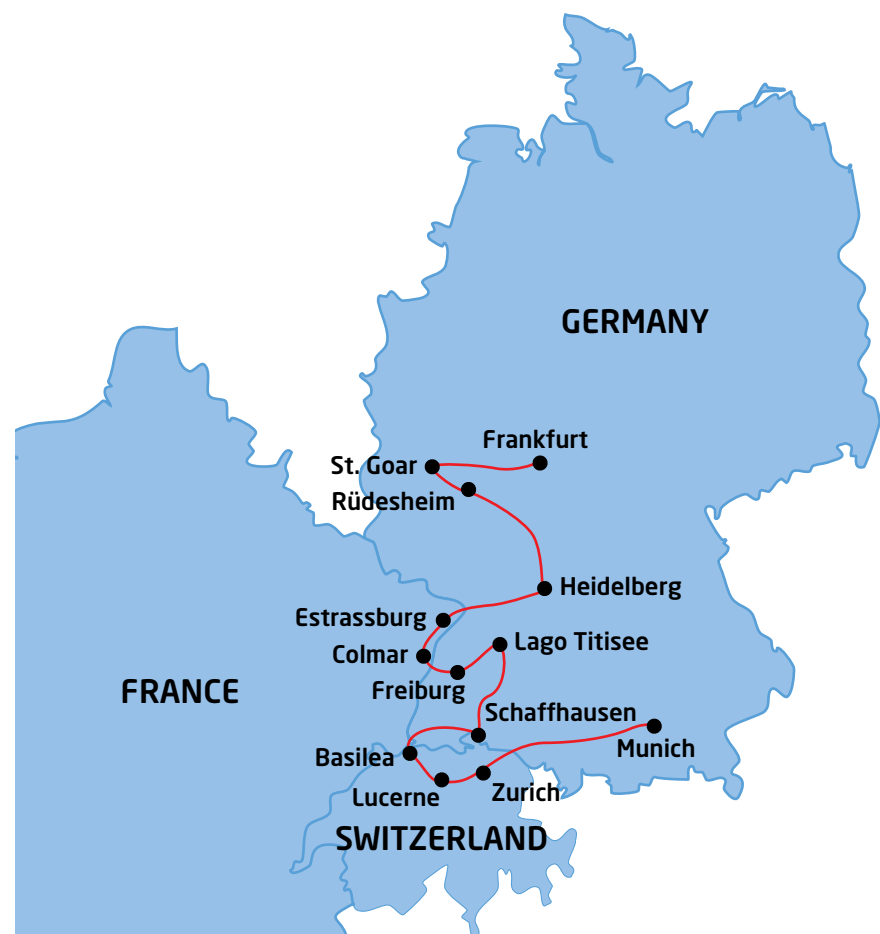 GERMANY
Frankfurt
St. Goar
Rüdesheim
Heidelberg
Estrassburg
Lago Titisee
Colmar
FRANCE
Freiburg
Schaffhausen
Munich
Basilea
Zurich
Lucerne
SWITZERLAND